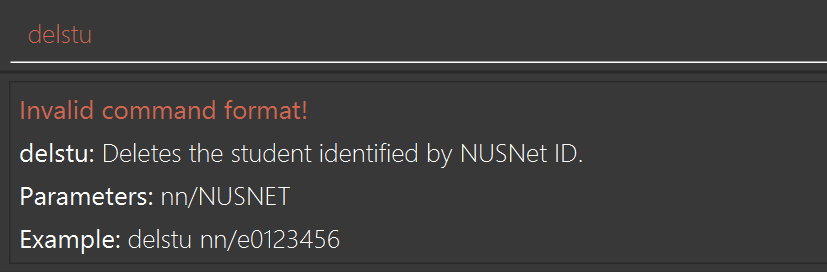 delstu
Invalid command format!
delstu: Deletes the student identified by NUSNet ID.
Parameters: nn/NUSNET
Example: delstu nn/e0123456